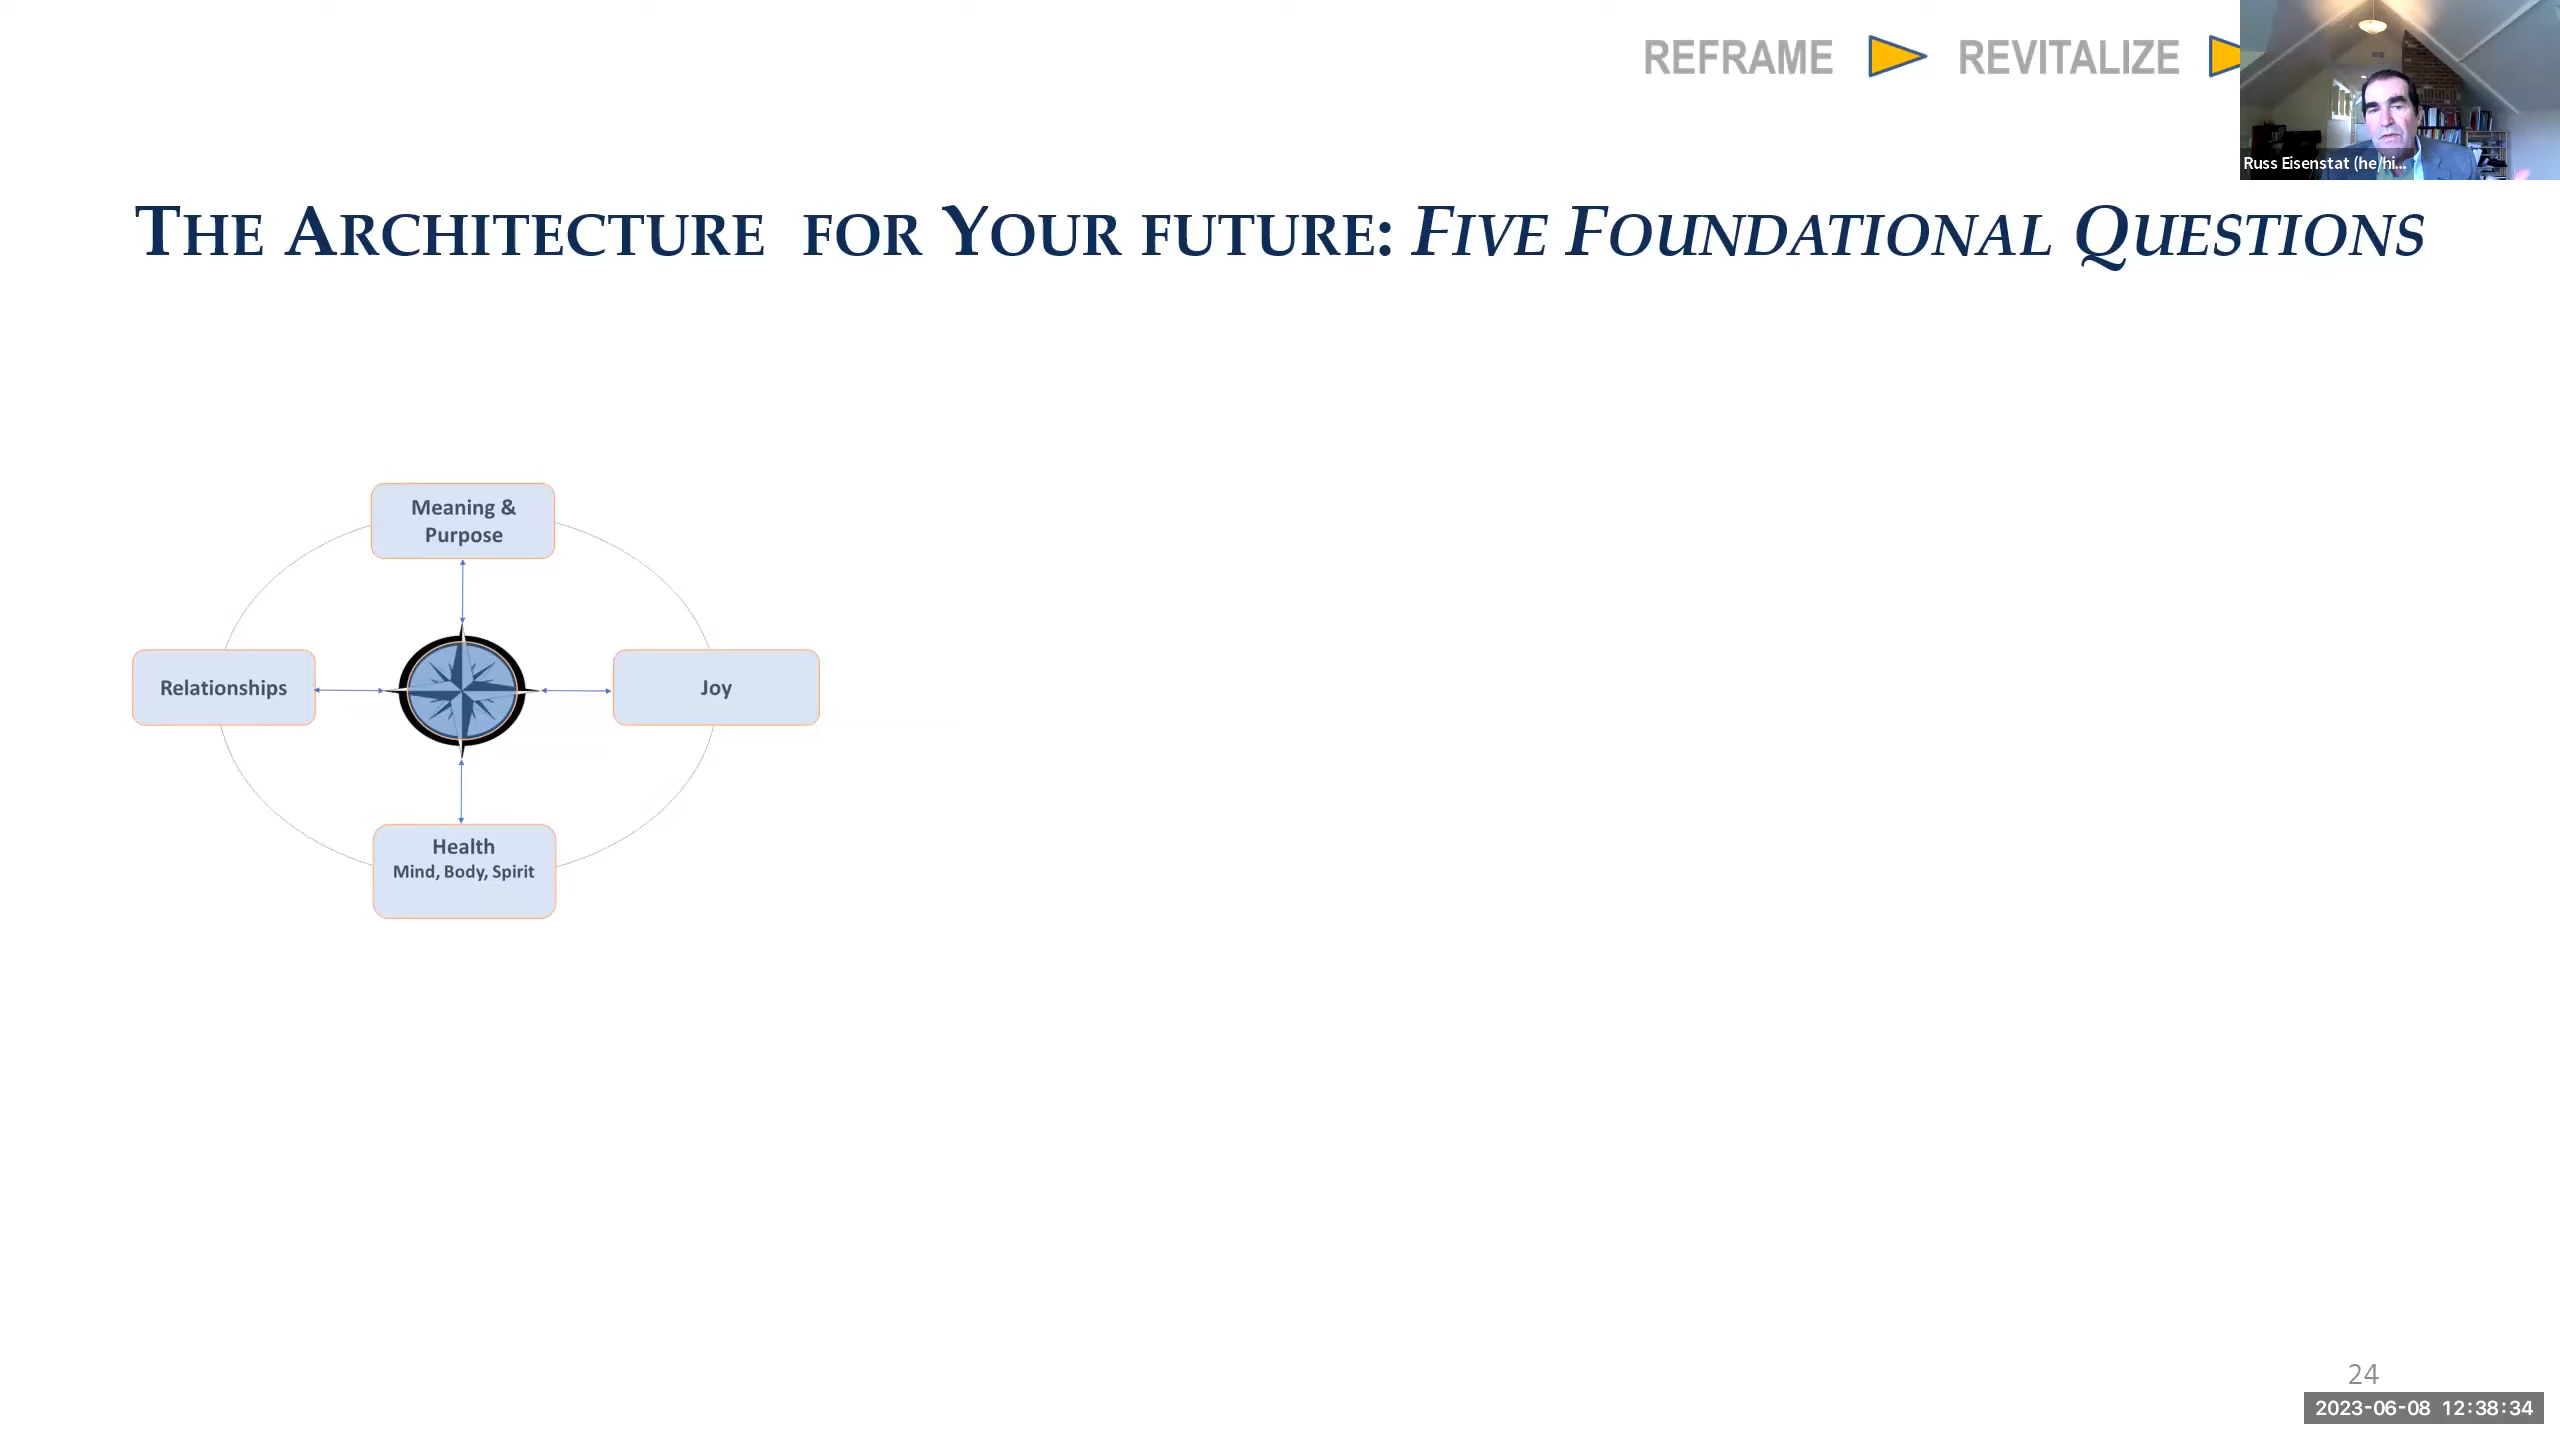 REFRAME REVITALIZE
Russ Eisenstat (he/hi...
THE ARCHITECTURE FOR YOUR FUTURE: FIVE FOUNDATIONAL QUESTIONS
Meaning &
Purpose
Relationships
Joy
Health
Mind, Body, Spirit
24
2023-06-08 12:38:34